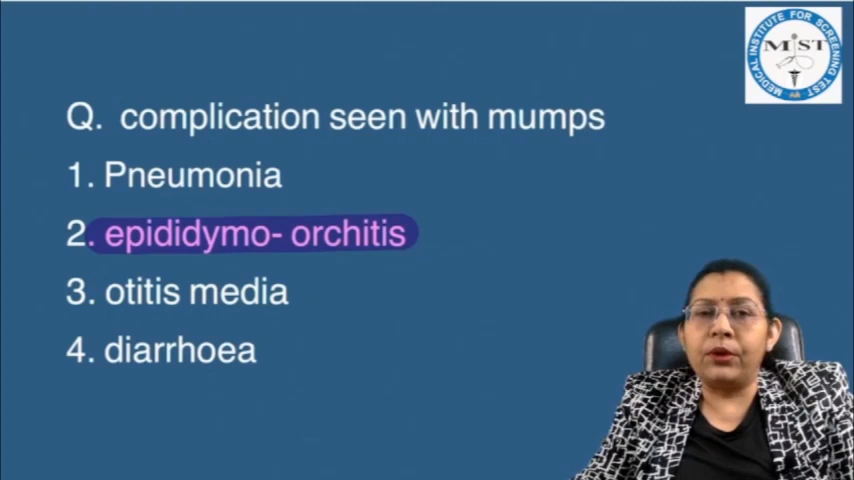 MEDICAL INSTITUTE FOR SCREENING TEST
MIST
Q. complication seen with mumps
1. Pneumonia
2. epididymo- orchitis
3. otitis media
4. diarrhoea